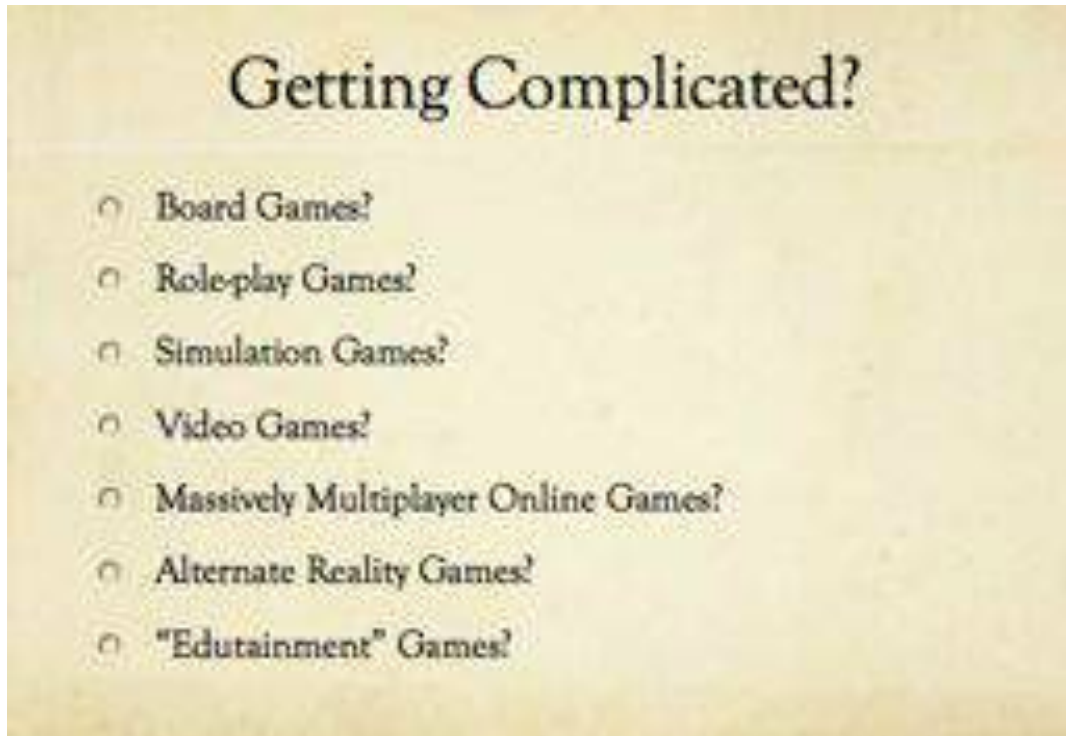 Getting Complicated?
Board Games?
Role-play Games?
Simulation Games?
Video Games?
Massively Multiplayer Online Games?
Alternate Reality Games?
“Edutainment” Games?